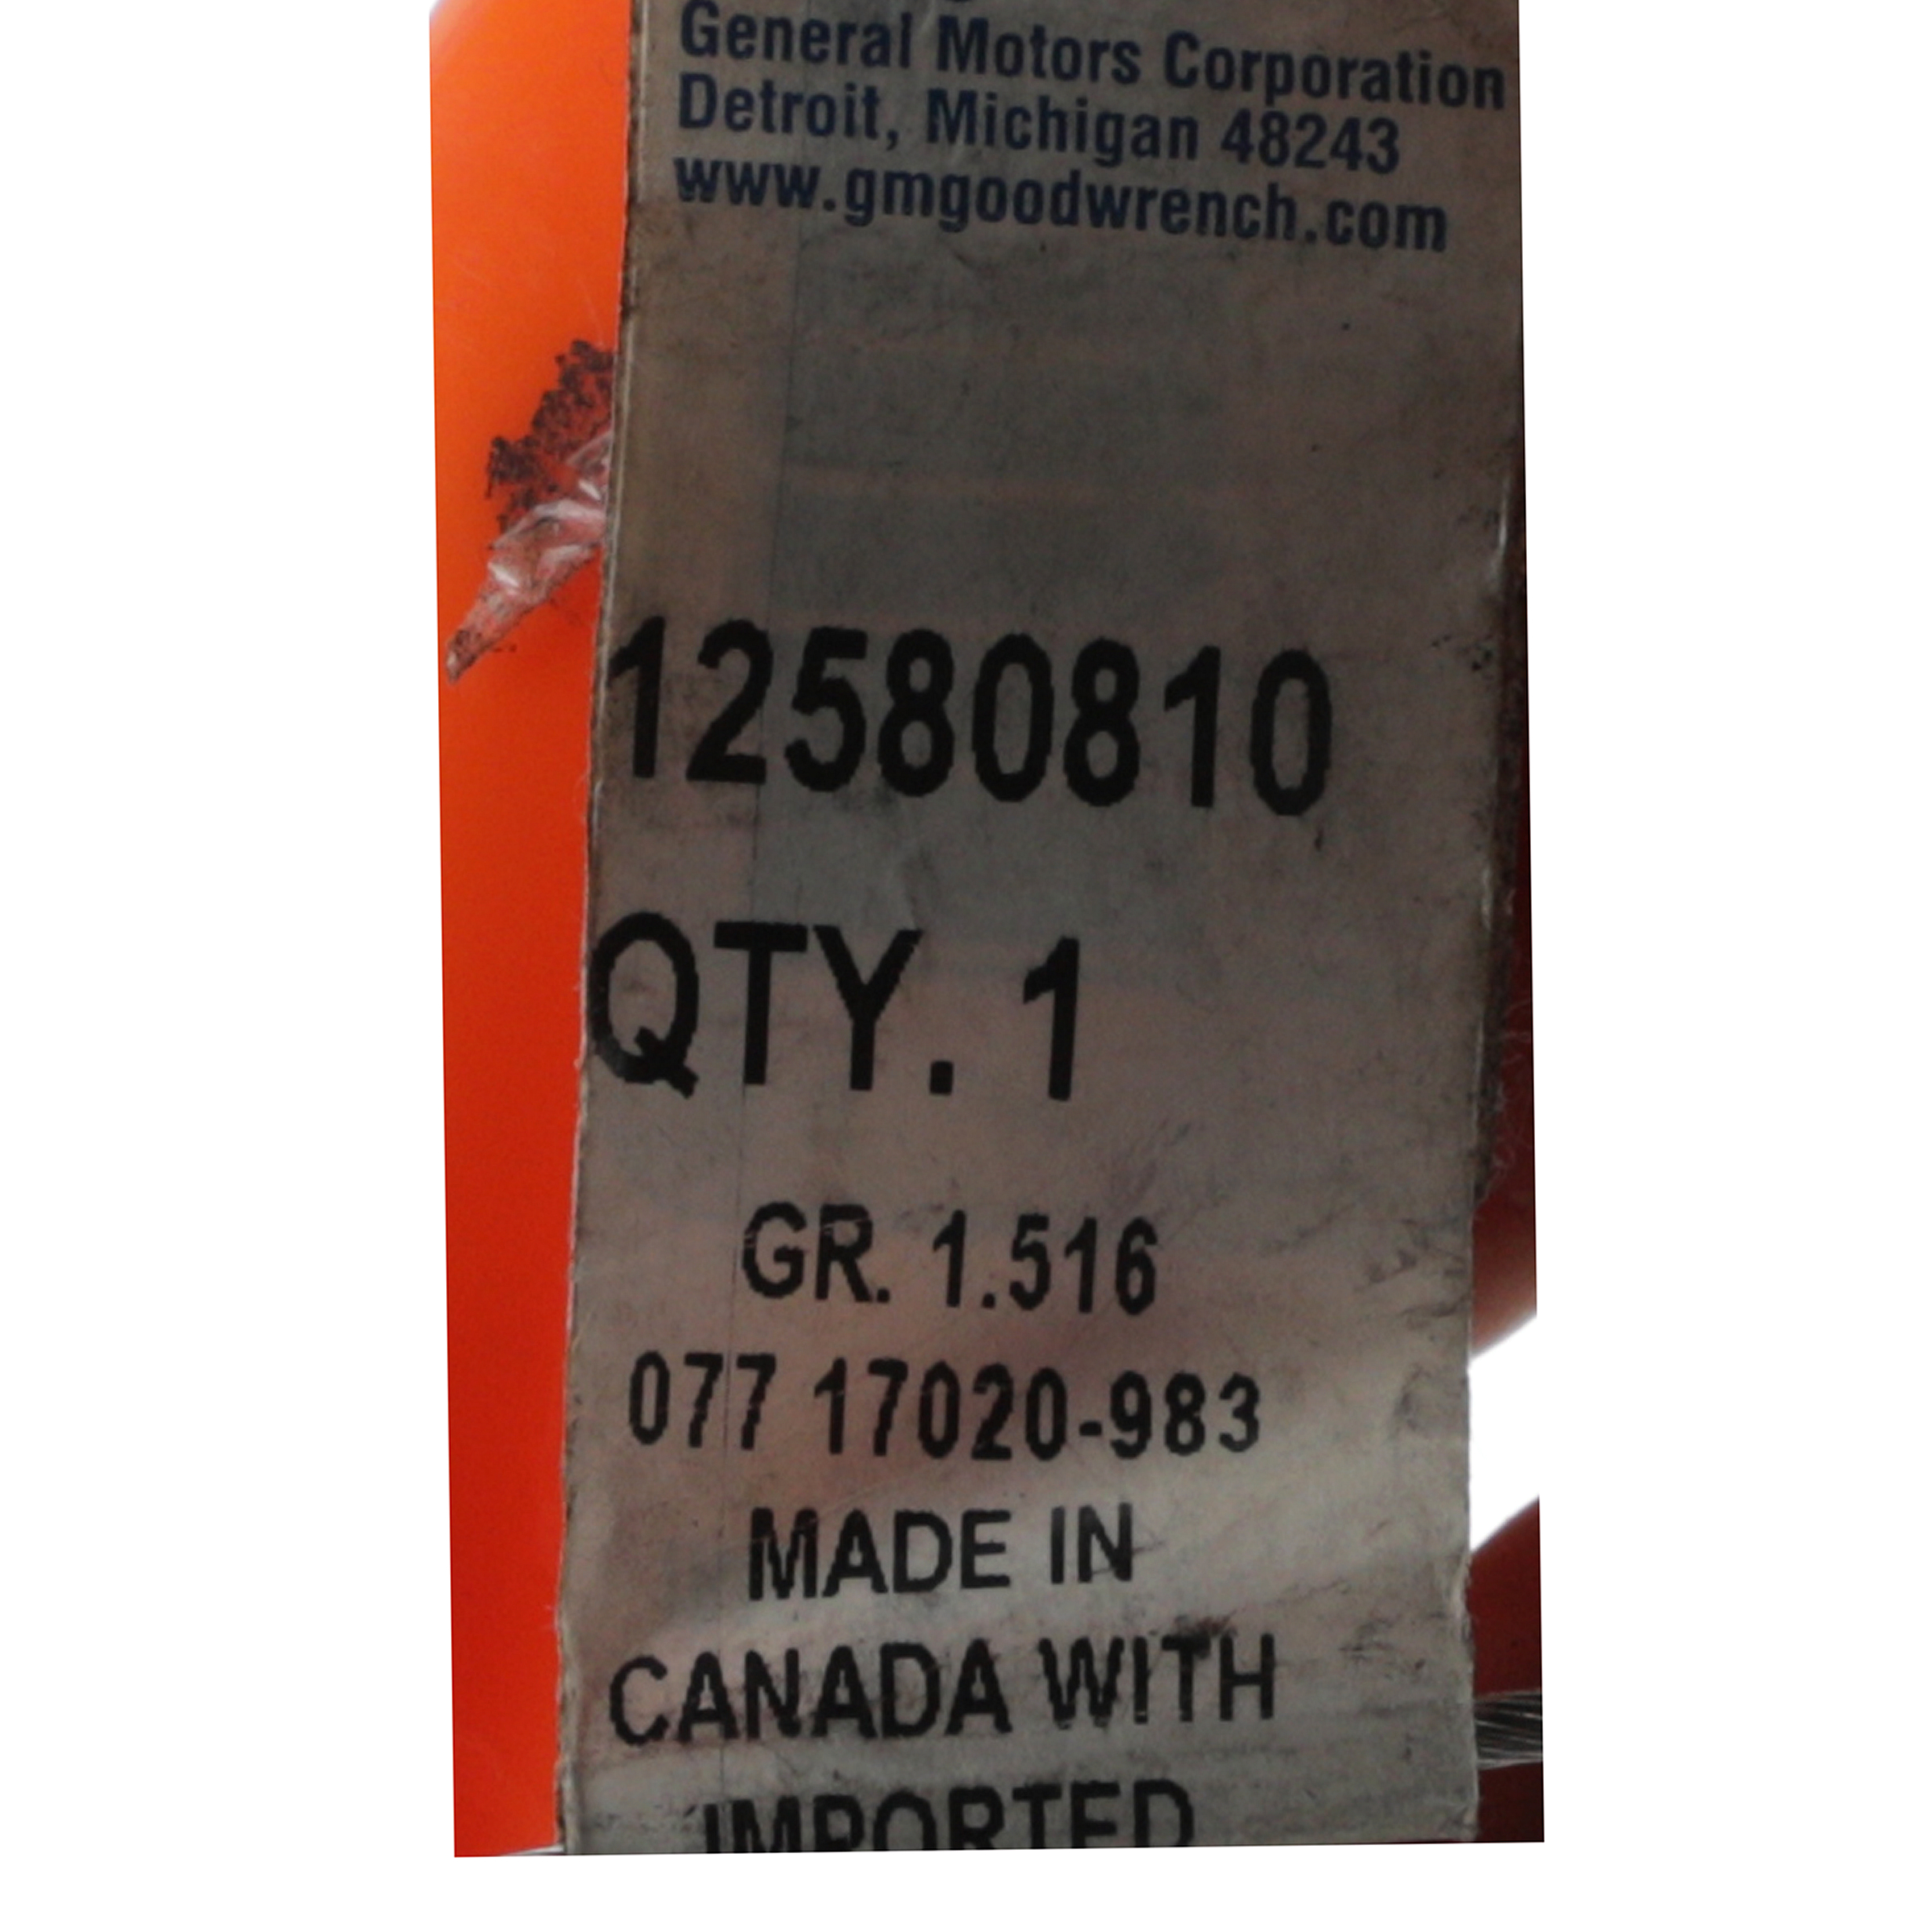 General Motors Corporation
Detroit, Michigan 48243
www.gmgoodwrench.com
12580810
QTY. 1
GR. 1.516
077 17020-983
MADE IN
CANADA WITH
IMPORTED